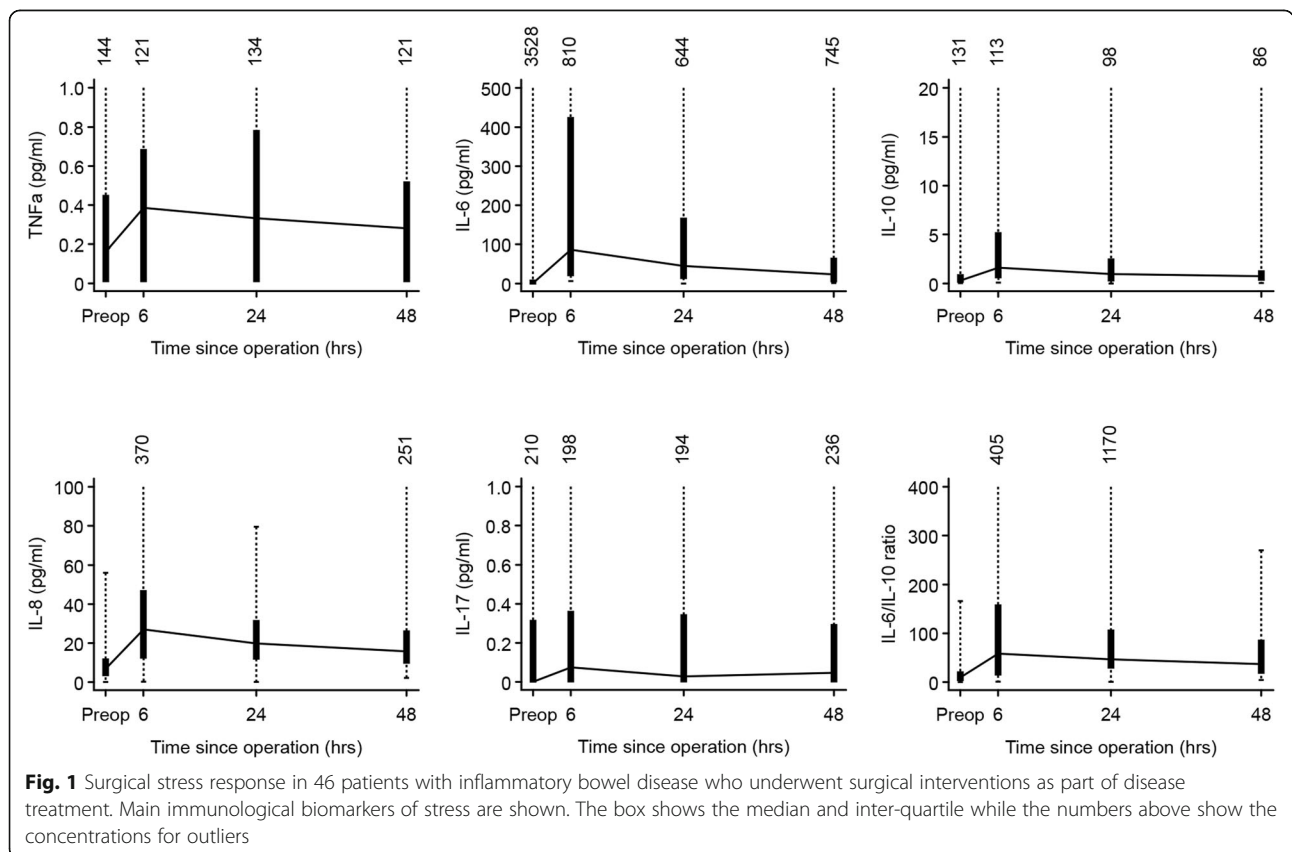 144 121 134 121
1.0
0.8
0.6
0.4
0.2
0
TNFa (pg/ml)
Preop 6 24 48
Time since operation (hrs)
3528 810 644 745
500
400
300
200
100
0
IL-6 (pg/ml)
Preop 6 24 48
Time since operation (hrs)
131 113 98 86
20
15
10
5
0
IL-10 (pg/ml)
Preop 6 24 48
Time since operation (hrs)
370 251
100
80
60
40
20
0
IL-8 (pg/ml)
Preop 6 24 48
Time since operation (hrs)
210 198 194 236
1.0
0.8
0.6
0.4
0.2
0
IL-17 (pg/ml)
Preop 6 24 48
Time since operation (hrs)
405 1170
400
300
200
100
0
IL-6/IL-10 ratio
Preop 6 24 48
Time since operation (hrs)
Fig. 1 Surgical stress response in 46 patients with inflammatory bowel disease who underwent surgical interventions as part of disease
treatment. Main immunological biomarkers of stress are shown. The box shows the median and inter-quartile while the numbers above show the
concentrations for outliers